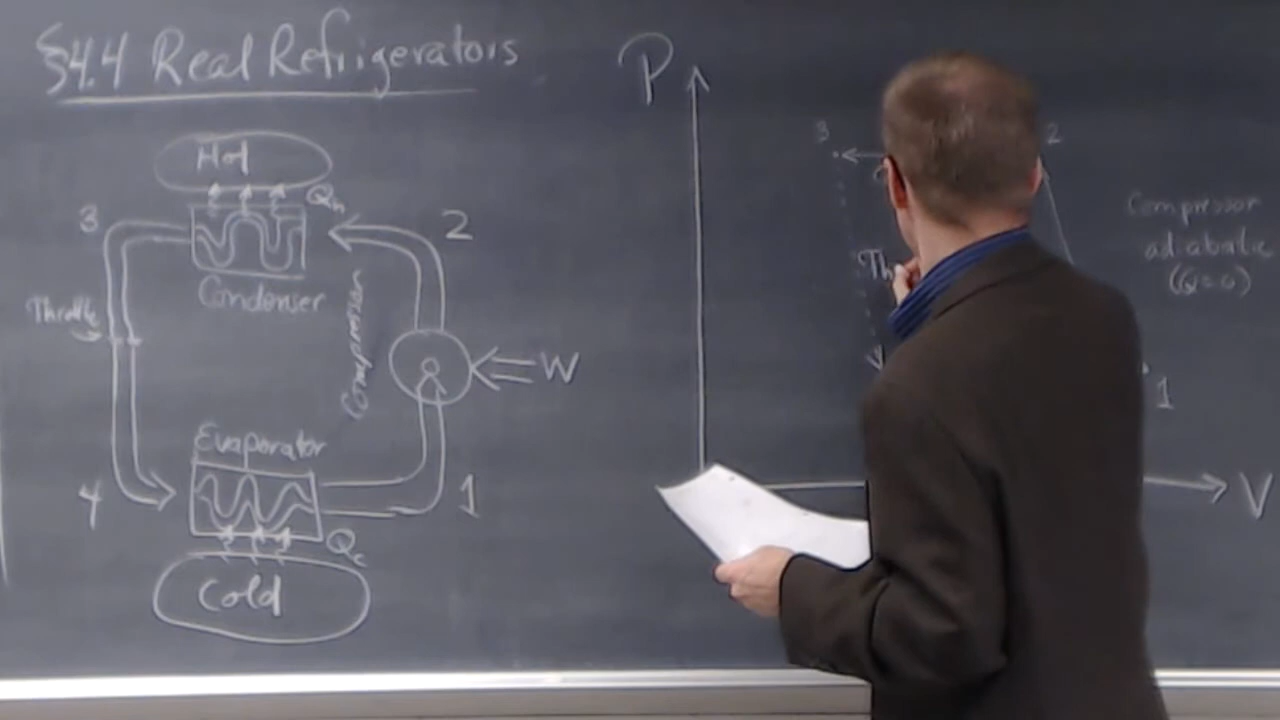 §4.4 Real Refrigerators
Hot
Qh
3
2
Condenser
Throttle
Compressor
W
Evaporator
4
1
Qc
Cold
P
3
2
Th
Compressor
adiabatic
(Q=0)
1
V